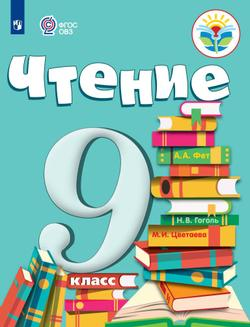 ФГОС
ОВЗ
Чтение
9
класс
А.А. Фет
Н.В. Гоголь
М.И. Цветаева